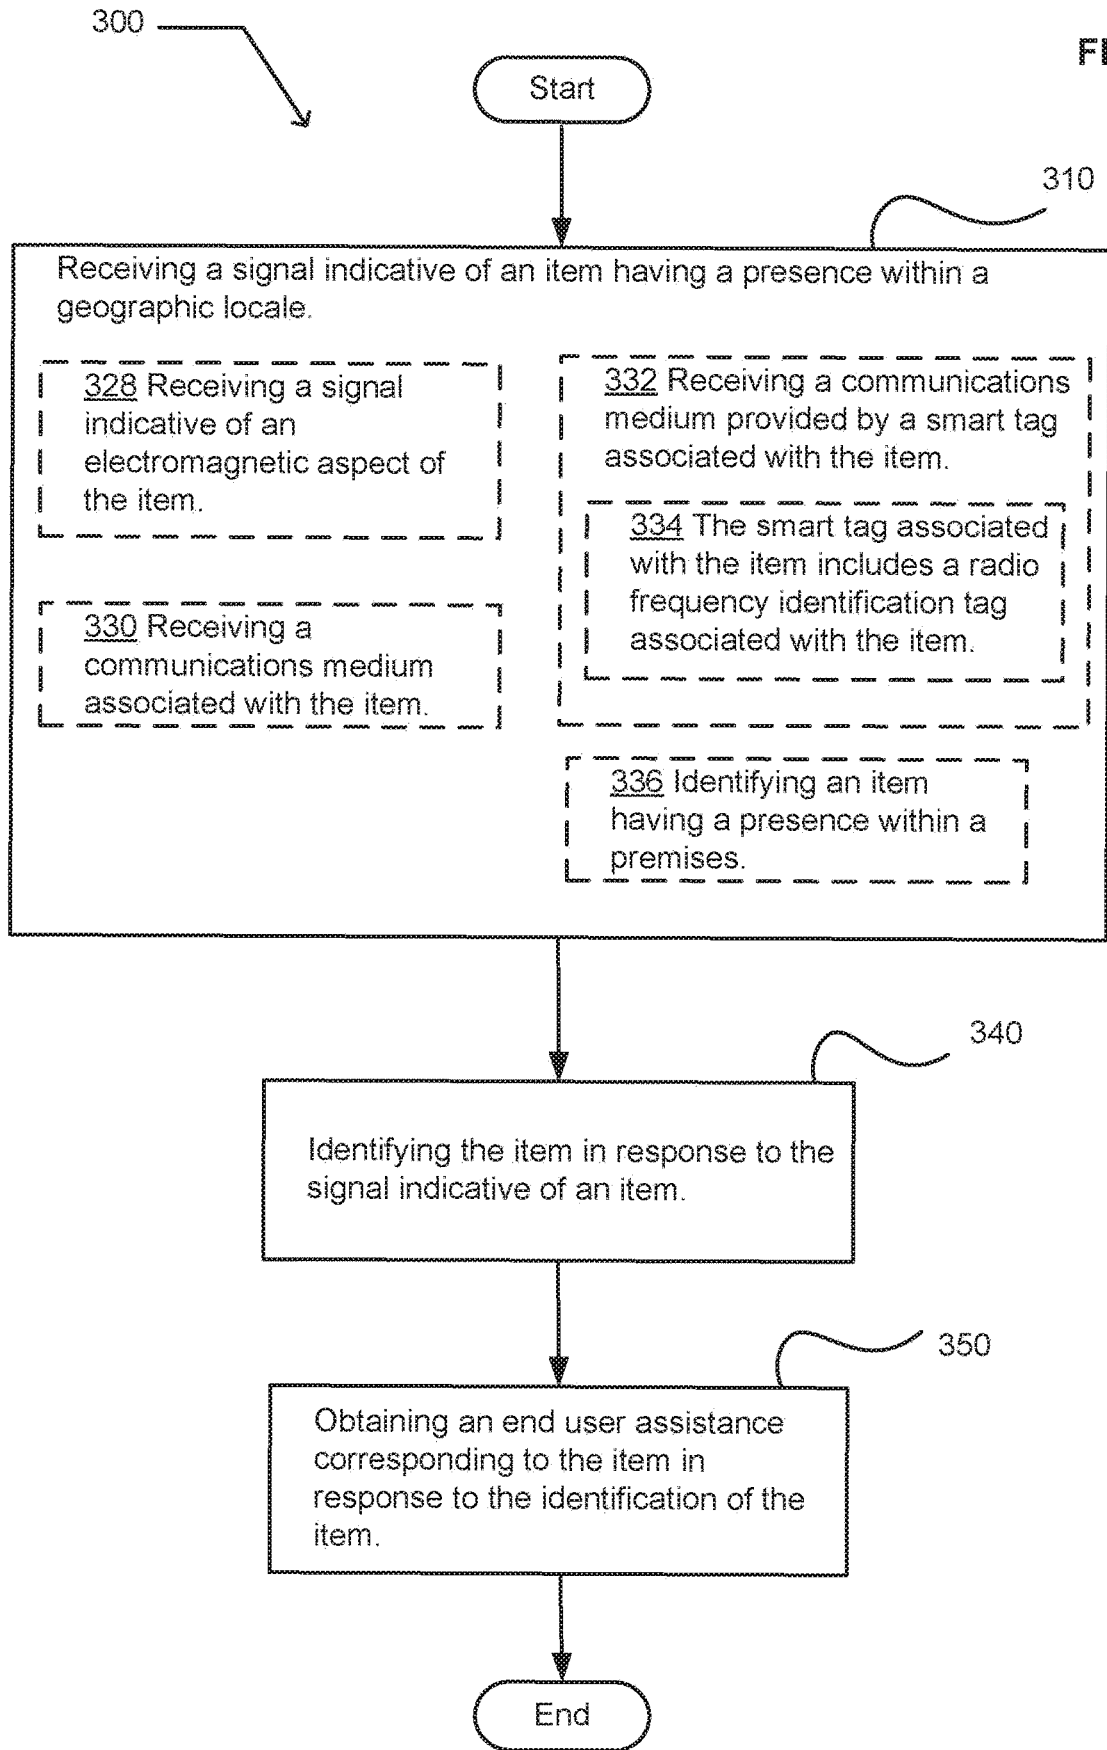 300
Start
310
Receiving a signal indicative of an item having a presence within a
geographic locale.
328 Receiving a signal
indicative of an
electromagnetic aspect of
the item.
330 Receiving a
communications medium
associated with the item.
332 Receiving a communications
medium provided by a smart tag
associated with the item.
334 The smart tag associated
with the item includes a radio
frequency identification tag
associated with the item.
336 Identifying an item
having a presence within a
premises.
340
Identifying the item in response to the
signal indicative of an item.
350
Obtaining an end user assistance
corresponding to the item in
response to the identification of the
item.
End